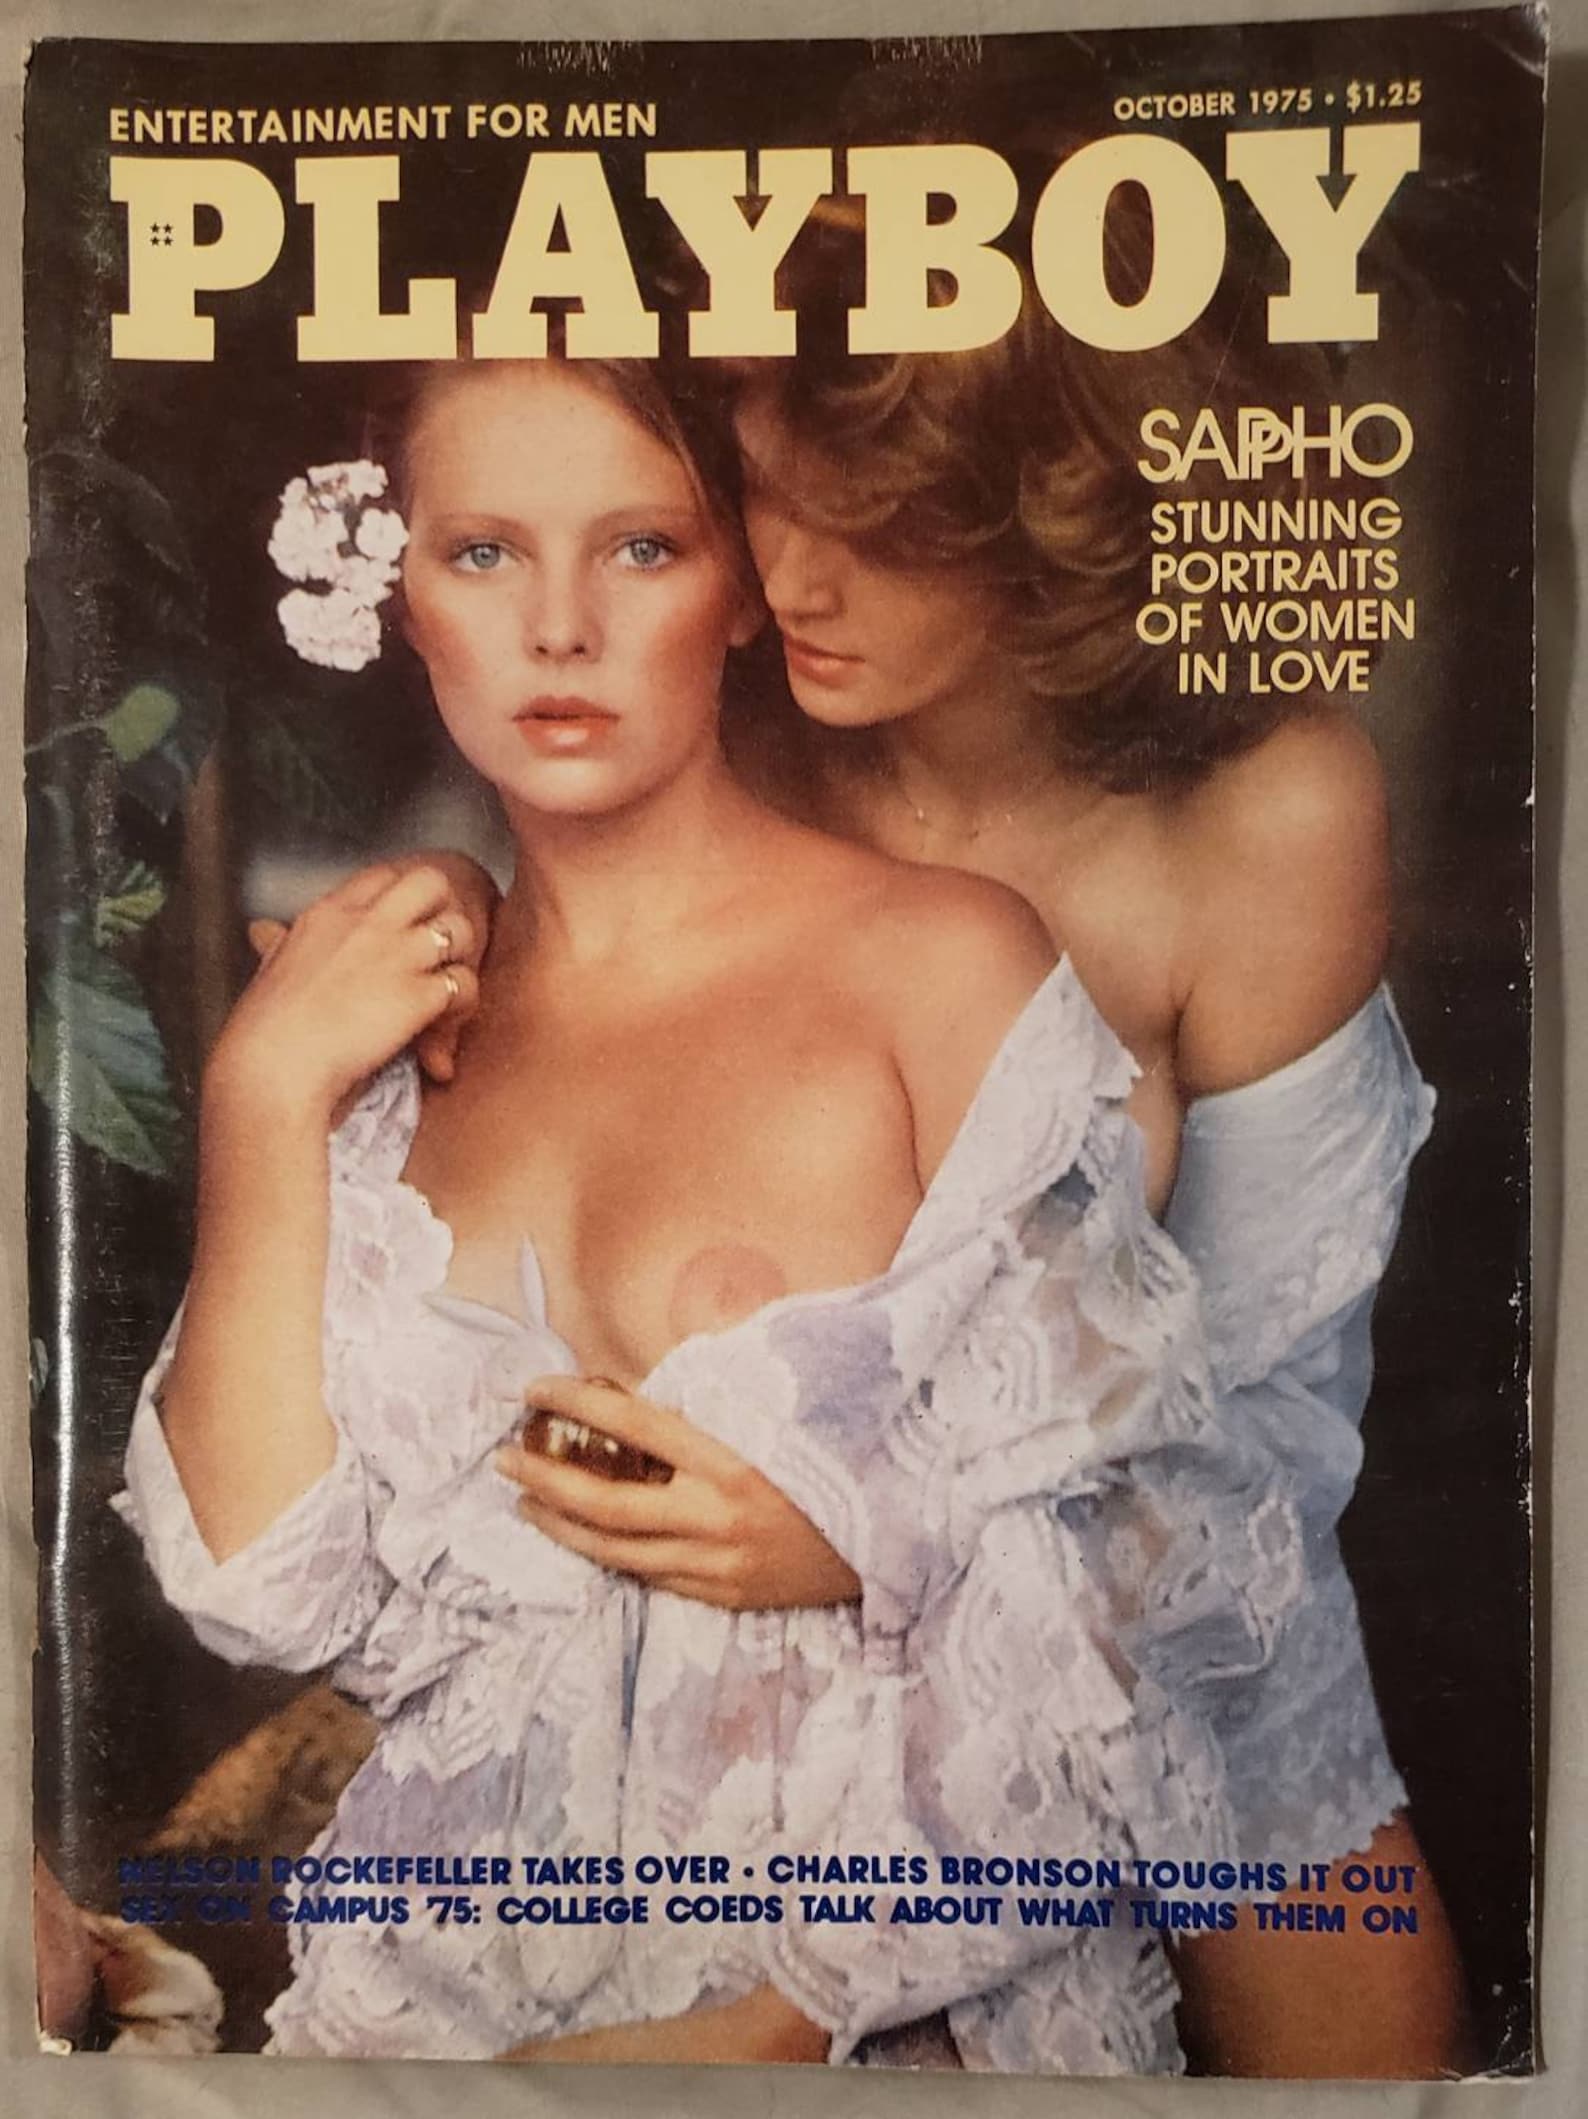 ENTERTAINMENT FOR MEN
OCTOBER 1975 • $1.25
PLAYBOY
SAPPHO
STUNNING
PORTRAITS
OF WOMEN
IN LOVE
NELSON ROCKEFELLER TAKES OVER • CHARLES BRONSON TOUGHS IT OUT
SEX ON CAMPUS '75: COLLEGE COEDS TALK ABOUT WHAT TURNS THEM ON